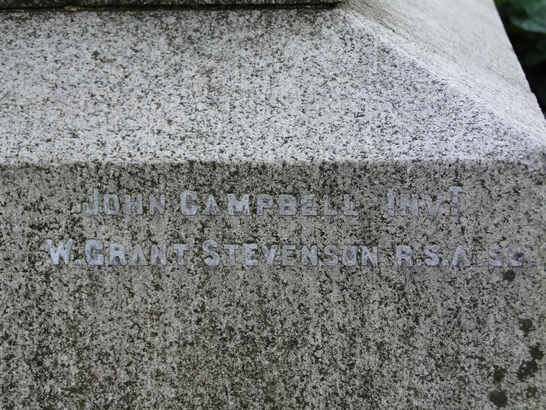 JOHN CAMPBELL INVT
W. GRANT STEVENSON R.S.A. SC